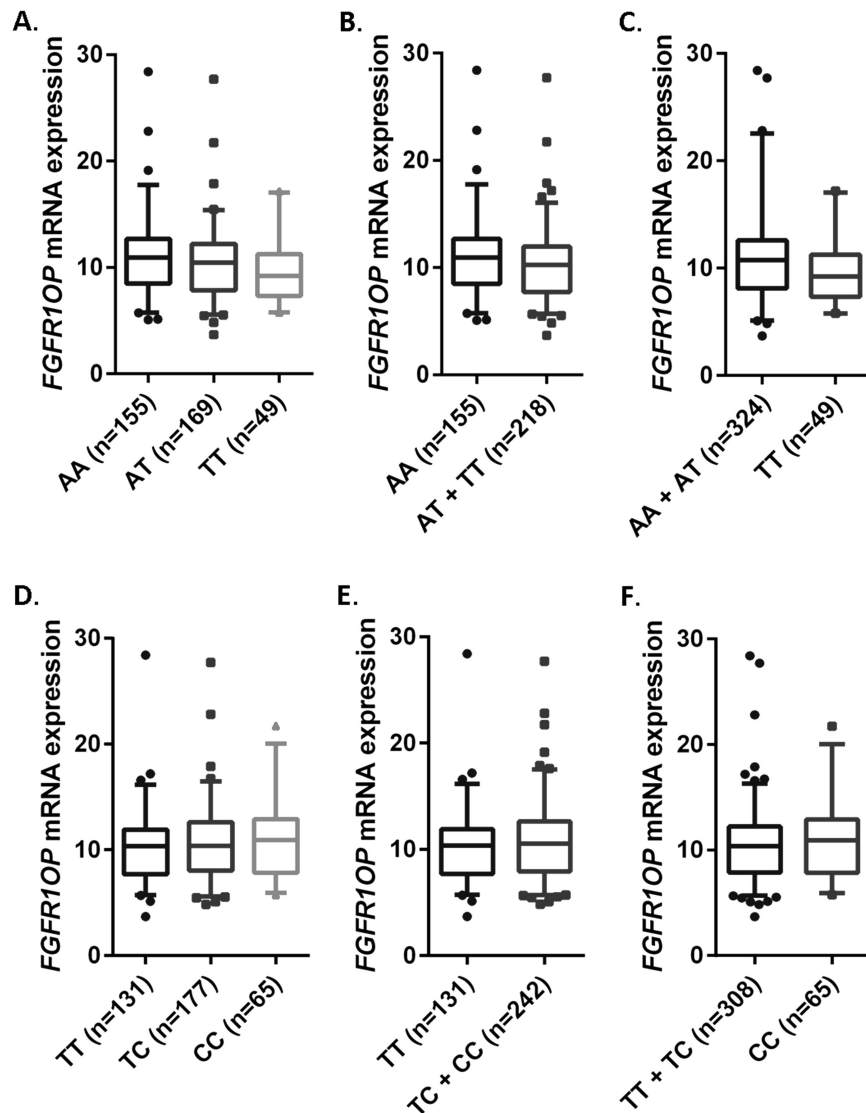 A.
FGFR1OP mRNA expression
30
20
10
0
AA (n=155)
AT (n=169)
TT (n=49)
B.
FGFR1OP mRNA expression
30
20
10
0
AA (n=155)
AT + TT (n=218)
C.
FGFR1OP mRNA expression
30
20
10
0
AA + AT (n=324)
TT (n=49)
D.
FGFR1OP mRNA expression
30
20
10
0
TT (n=131)
TC (n=177)
CC (n=65)
E.
FGFR1OP mRNA expression
30
20
10
0
TT (n=131)
TC + CC (n=242)
F.
FGFR1OP mRNA expression
30
20
10
0
TT + TC (n=308)
CC (n=65)